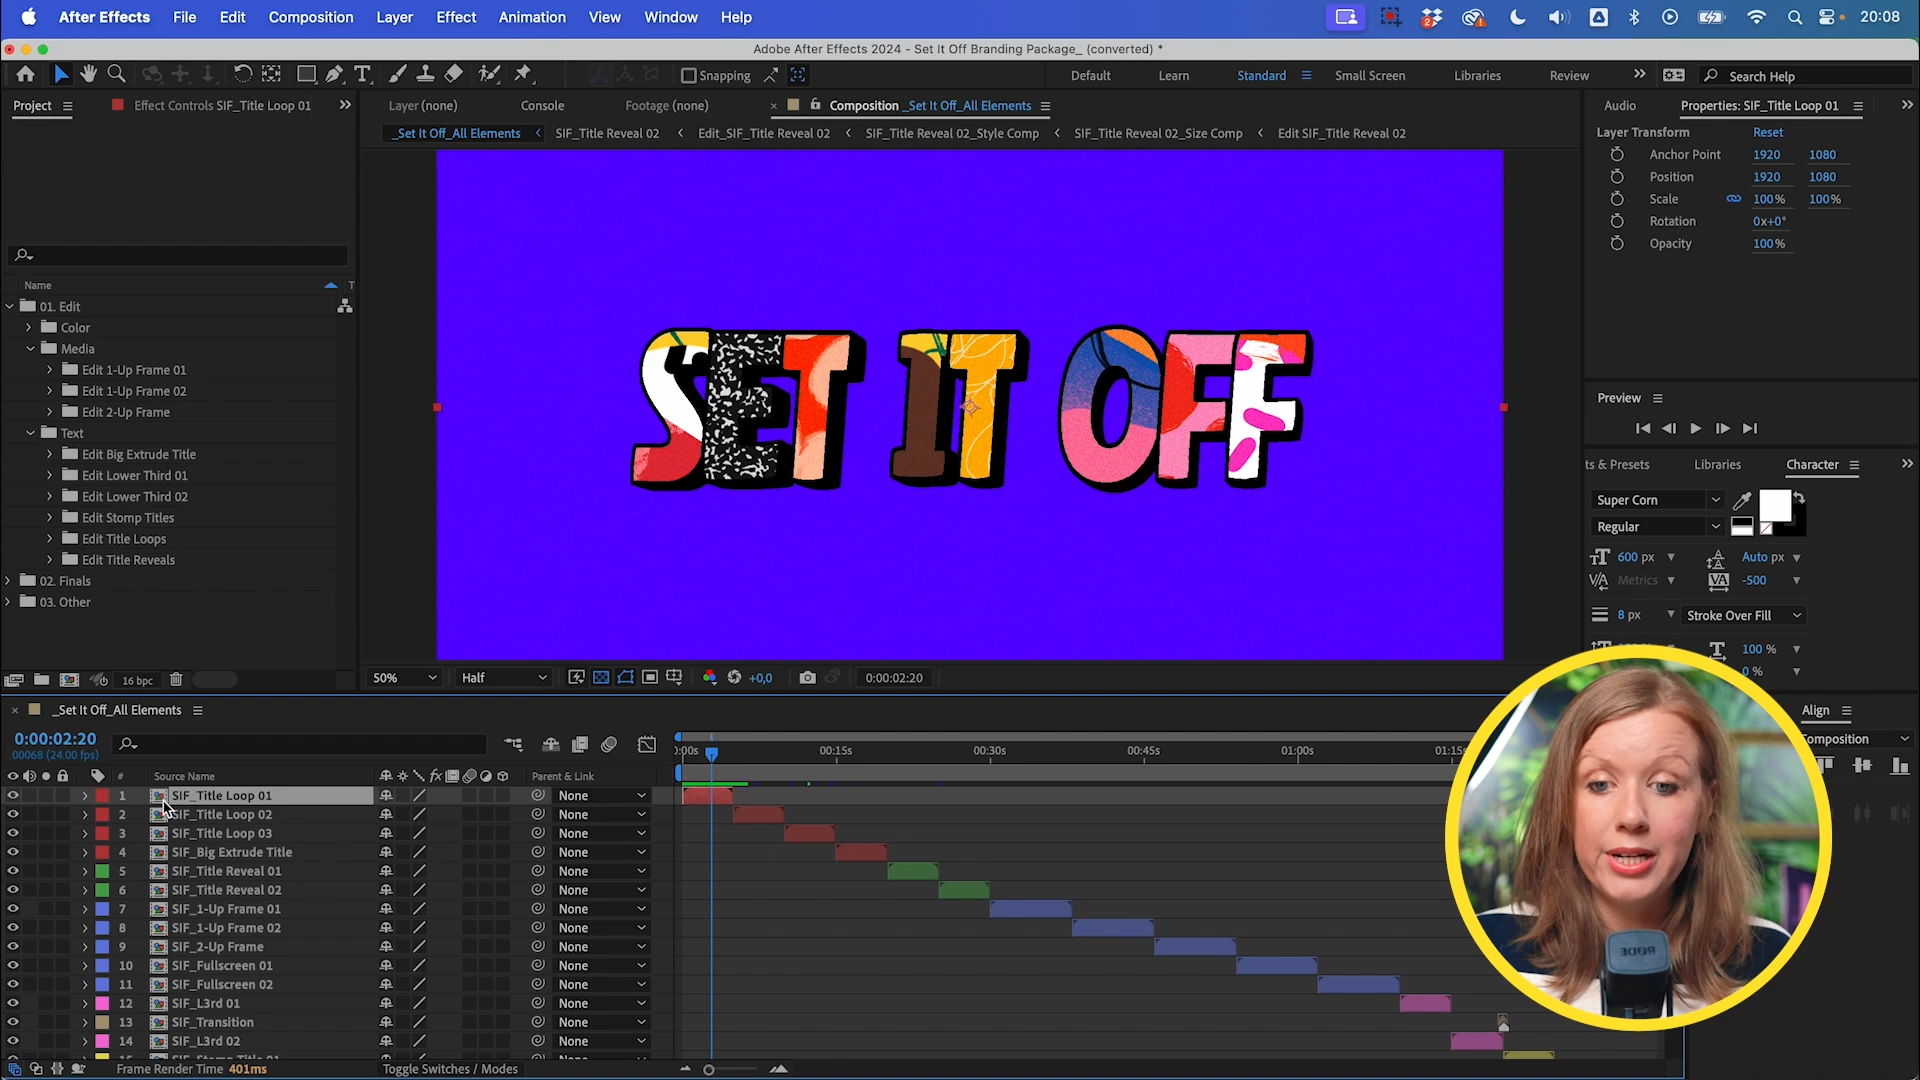 After Effects File Edit Composition Layer Effect Animation View Window Help 2 20:08
Adobe After Effects 2024 - Set It Off Branding Package_ (converted) *
Snapping Default Learn Standard Small Screen Libraries Review Search Help
Project Effect Controls SIF_Title Loop 01 Layer (none) Console Footage (none) Composition _Set It Off_All Elements Audio Properties: SIF_Title Loop 01
_Set It Off_All Elements SIF_Title Reveal 02 Edit_SIF_Title Reveal 02 SIF_Title Reveal 02_Style Comp SIF_Title Reveal 02_Size Comp Edit SIF_Title Reveal 02
Layer Transform Reset
Anchor Point 1920 1080
Position 1920 1080
Scale 100% 100%
Rotation 0x+0°
Opacity 100%
Name T
01. Edit
Color
Media
Edit 1-Up Frame 01
Edit 1-Up Frame 02
Edit 2-Up Frame
Text
Edit Big Extrude Title
Edit Lower Third 01
Edit Lower Third 02
Edit Stomp Titles
Edit Title Loops
Edit Title Reveals
02. Finals
03. Other
16 bpc
SET IT OFF
50% Half +0,0 0:00:02:20
Preview
ts & Presets Libraries Character
Super Corn
Regular
600 px Auto px
Metrics -500
8 px Stroke Over Fill
100 %
0 %
Align
Composition
_Set It Off_All Elements
0:00:02:20
00068 (24.00 fps)
):00s 00:15s 00:30s 00:45s 01:00s 01:15s
# Source Name fx Parent & Link
1 SIF_Title Loop 01 None
2 SIF_Title Loop 02 None
3 SIF_Title Loop 03 None
4 SIF_Big Extrude Title None
5 SIF_Title Reveal 01 None
6 SIF_Title Reveal 02 None
7 SIF_1-Up Frame 01 None
8 SIF_1-Up Frame 02 None
9 SIF_2-Up Frame None
10 SIF_Fullscreen 01 None
11 SIF_Fullscreen 02 None
12 SIF_L3rd 01 None
13 SIF_Transition None
14 SIF_L3rd 02 None
Frame Render Time 401ms Toggle Switches / Modes
RODE